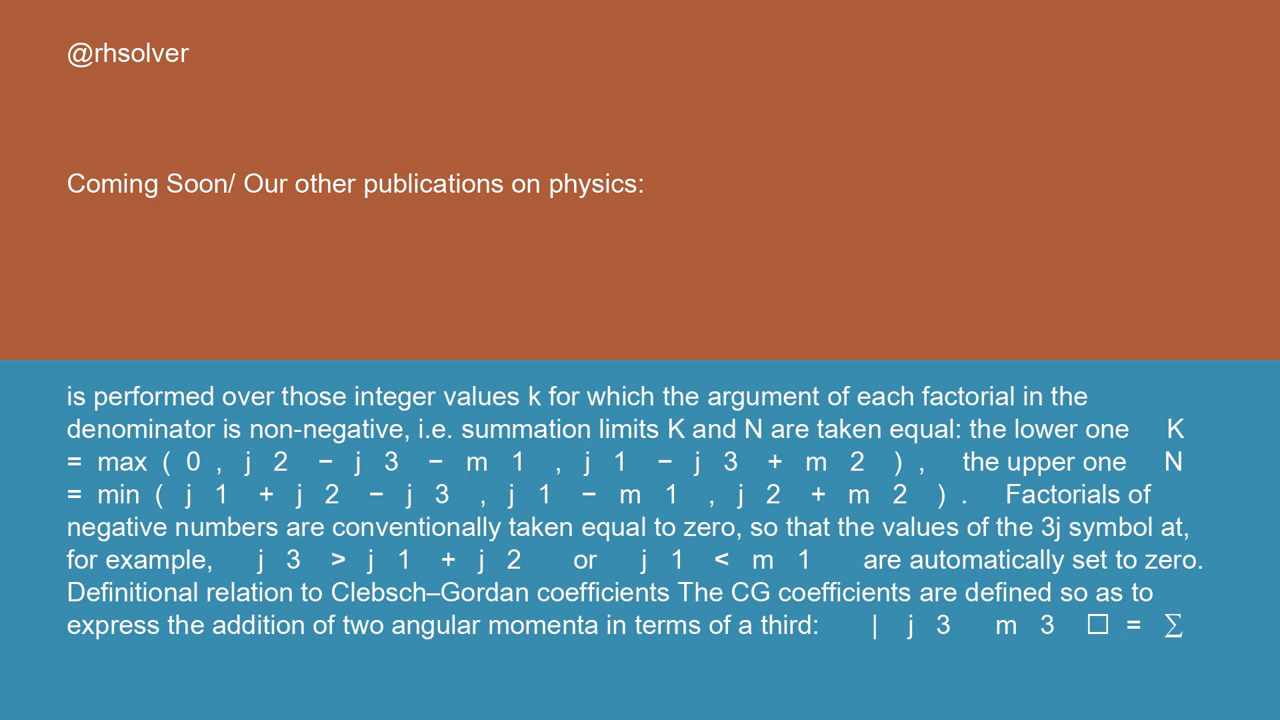 @rhsolver
Coming Soon/ Our other publications on physics:
is performed over those integer values k for which the argument of each factorial in the
denominator is non-negative, i.e. summation limits K and N are taken equal: the lower one K
= max ( 0 , j 2 − j 3 − m 1 , j 1 − j 3 + m 2 ) , the upper one N
= min ( j 1 + j 2 − j 3 , j 1 − m 1 , j 2 + m 2 ) . Factorials of
negative numbers are conventionally taken equal to zero, so that the values of the 3j symbol at,
for example, j 3 > j 1 + j 2 or j 1 < m 1 are automatically set to zero.
Definitional relation to Clebsch–Gordan coefficients The CG coefficients are defined so as to
express the addition of two angular momenta in terms of a third: | j 3 m 3 □ = ∑